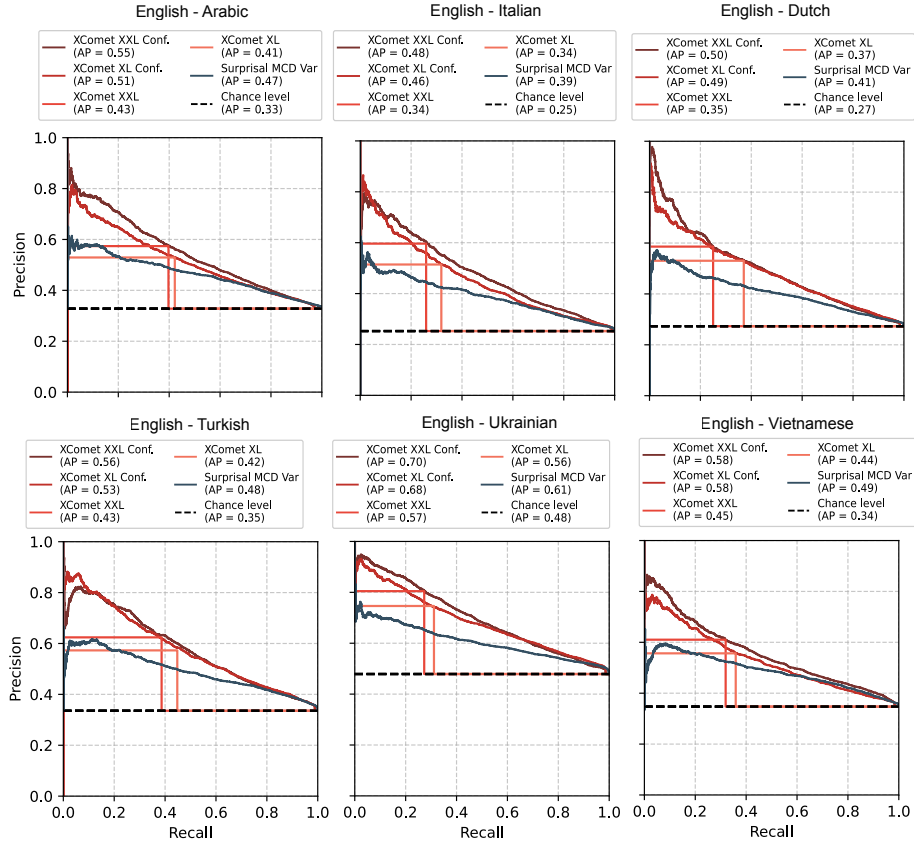 English - Arabic
XComet XXL Conf.
(AP = 0.55)
XComet XL Conf.
(AP = 0.51)
XComet XXL
(AP = 0.43)
XComet XL
(AP = 0.41)
Surprisal MCD Var
(AP = 0.47)
Chance level
(AP = 0.33)
English - Italian
XComet XXL Conf.
(AP = 0.48)
XComet XL Conf.
(AP = 0.46)
XComet XXL
(AP = 0.34)
XComet XL
(AP = 0.34)
Surprisal MCD Var
(AP = 0.39)
Chance level
(AP = 0.25)
English - Dutch
XComet XXL Conf.
(AP = 0.50)
XComet XL Conf.
(AP = 0.49)
XComet XXL
(AP = 0.35)
XComet XL
(AP = 0.37)
Surprisal MCD Var
(AP = 0.41)
Chance level
(AP = 0.27)
Precision
1.0
0.8
0.6
0.4
0.2
0.0
English - Turkish
XComet XXL Conf.
(AP = 0.56)
XComet XL Conf.
(AP = 0.53)
XComet XXL
(AP = 0.43)
XComet XL
(AP = 0.42)
Surprisal MCD Var
(AP = 0.48)
Chance level
(AP = 0.35)
English - Ukrainian
XComet XXL Conf.
(AP = 0.70)
XComet XL Conf.
(AP = 0.68)
XComet XXL
(AP = 0.57)
XComet XL
(AP = 0.56)
Surprisal MCD Var
(AP = 0.61)
Chance level
(AP = 0.48)
English - Vietnamese
XComet XXL Conf.
(AP = 0.58)
XComet XL Conf.
(AP = 0.58)
XComet XXL
(AP = 0.45)
XComet XL
(AP = 0.44)
Surprisal MCD Var
(AP = 0.49)
Chance level
(AP = 0.34)
Precision
1.0
0.8
0.6
0.4
0.2
0.0
0.0 0.2 0.4 0.6 0.8 1.0
Recall
0.0 0.2 0.4 0.6 0.8 1.0
Recall
0.0 0.2 0.4 0.6 0.8 1.0
Recall